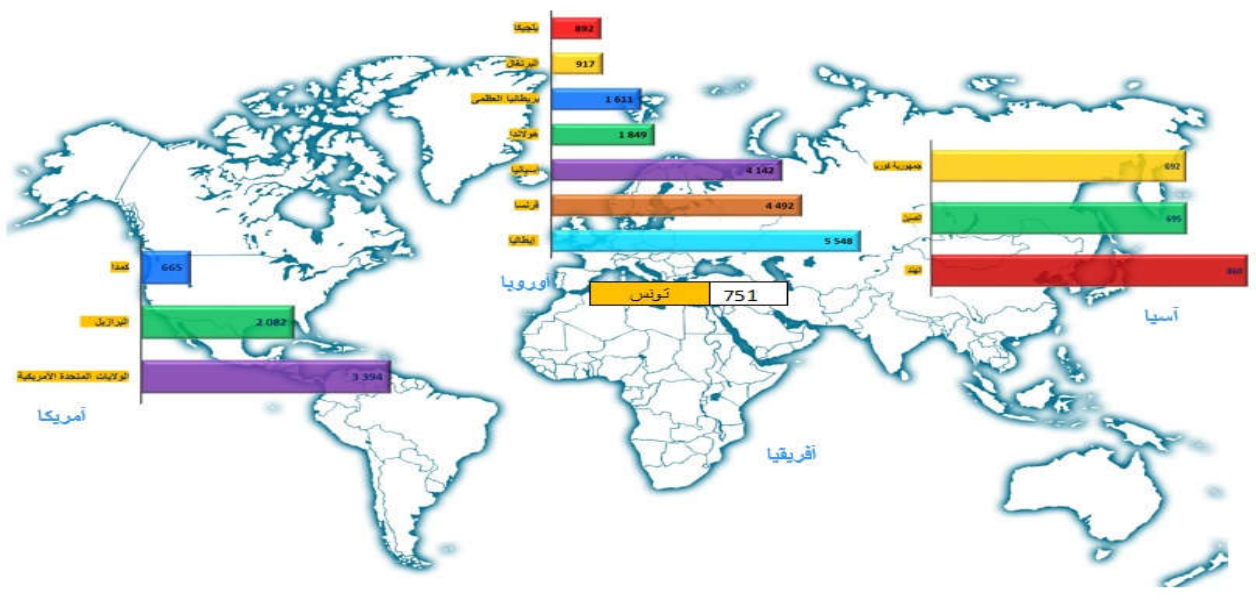 بلجيكا 892
البرتغال 917
بريطانيا العظمى 1 611
هولاندا 1 849
اسبانيا 4 142
فرنسا 4 492
إيطاليا 5 548
أوروبا
تونس 751
أفريقيا
جمهورية كوريا 692
الصين 695
الهند
آسيا
كندا 665
البرازيل 2 082
الولايات المتحدة الأمريكية 3 394
أمريكا